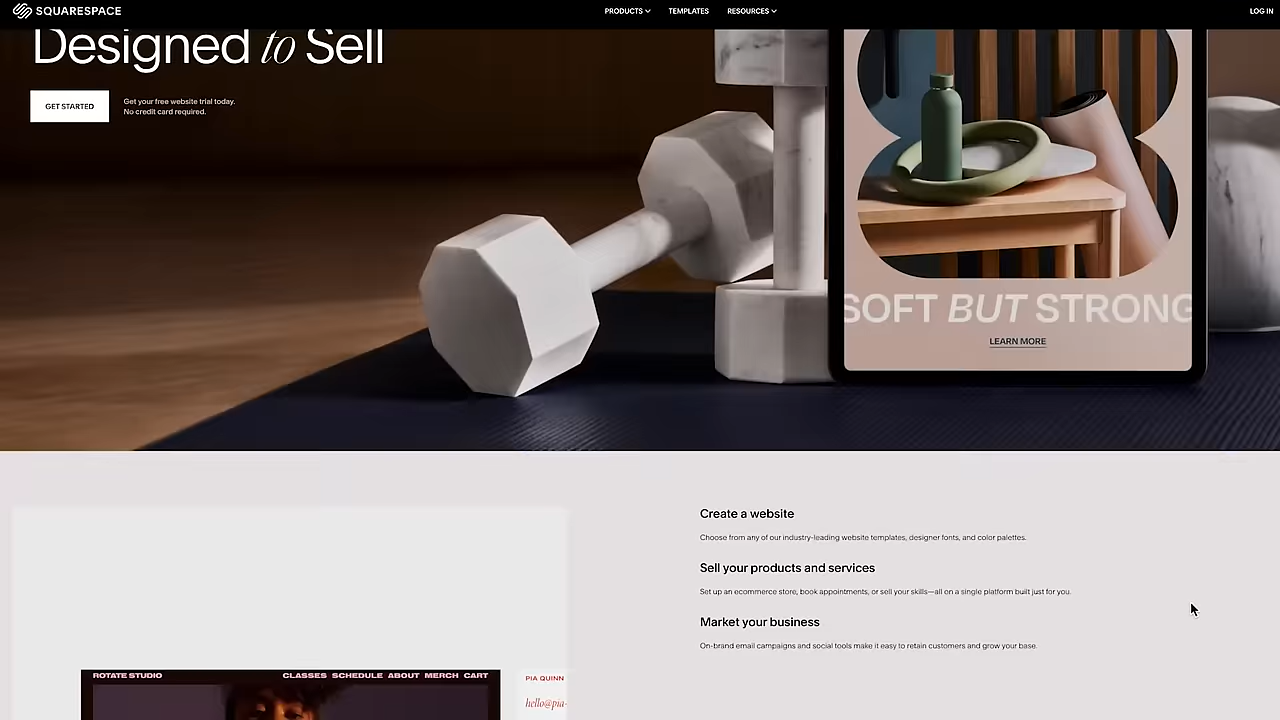 SQUARESPACE
PRODUCTS
TEMPLATES
RESOURCES
LOG IN
Designed to Sell
GET STARTED
Get your free website trial today.
No credit card required.
SOFT BUT STRONG
LEARN MORE
Create a website
Choose from any of our industry-leading website templates, designer fonts, and color palettes.
Sell your products and services
Set up an ecommerce store, book appointments, or sell your skills—all on a single platform built just for you.
Market your business
On-brand email campaigns and social tools make it easy to retain customers and grow your base.
ROTATE STUDIO
CLASSES SCHEDULE ABOUT MERCH CART
PIA QUINN
hello@pia-